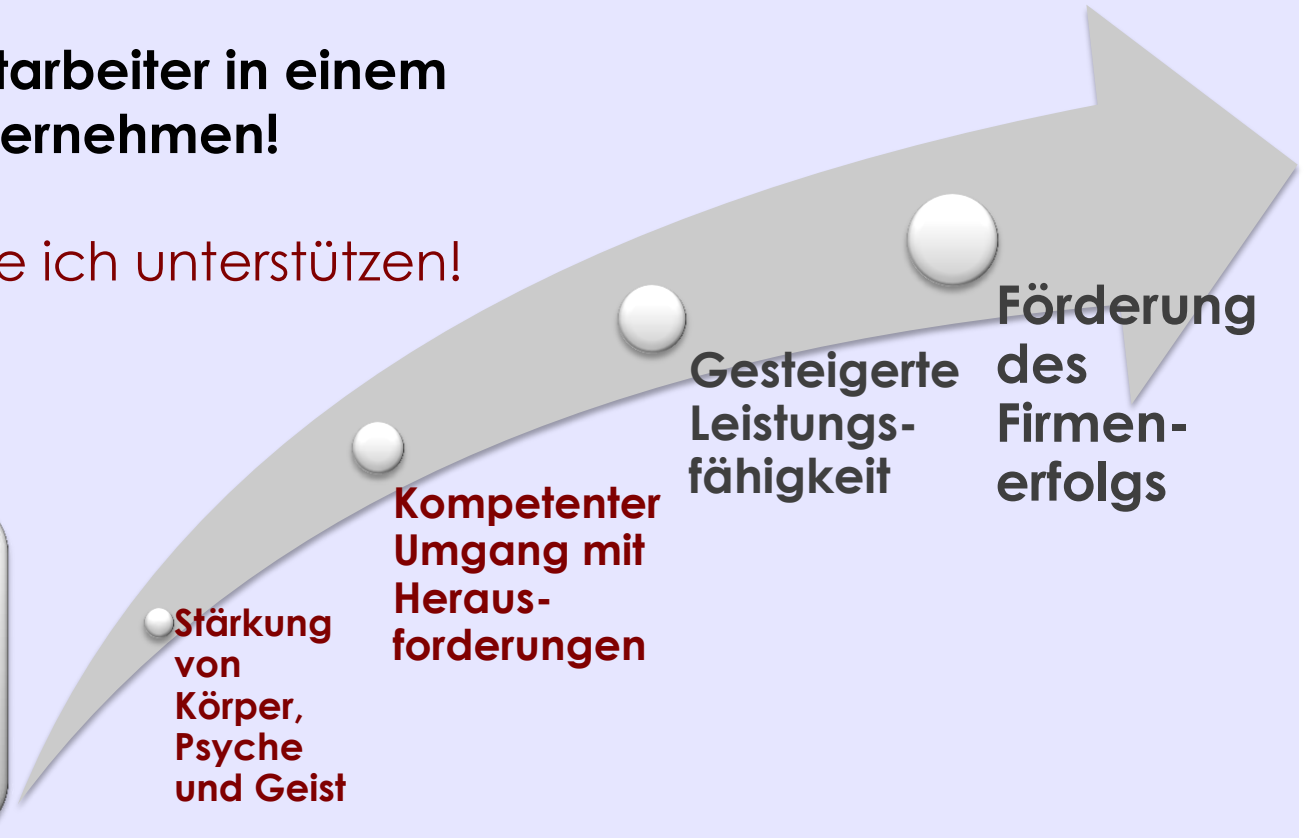 tarbeiter in einem
ernehmen!
e ich unterstützen!
Förderung
des
Firmen-
erfolgs
Gesteigerte
Leistungs-
fähigkeit
Kompetenter
Umgang mit
Heraus-
forderungen
Stärkung
von
Körper,
Psyche
und Geist